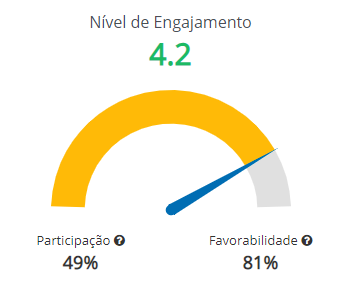 Nível de Engajamento
4.2
Participação ?
Favorabilidade ?
49%
81%